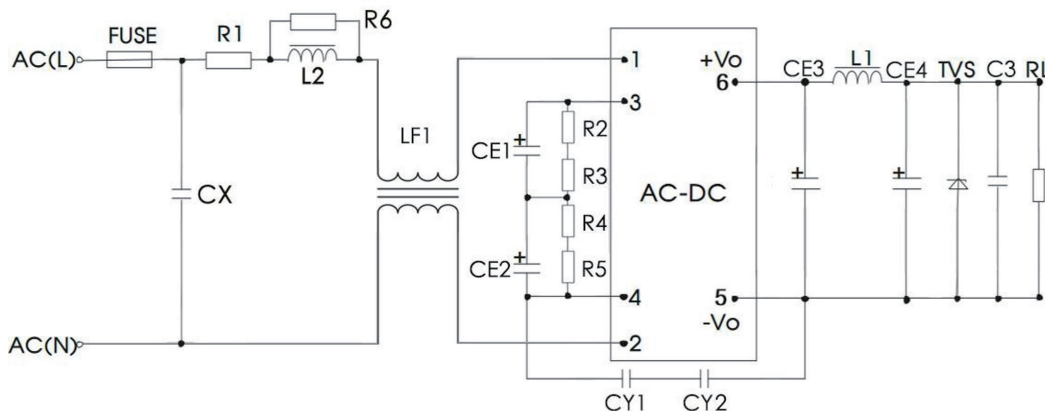 AC(L)
FUSE
R1
R6
L2
LF1
CX
AC(N)
CE1
CE2
R2
R3
R4
R5
1
3
4
2
AC-DC
+Vo
6
5
-Vo
CY1
CY2
CE3
L1
CE4
TVS
C3
RL
+
+
+
+